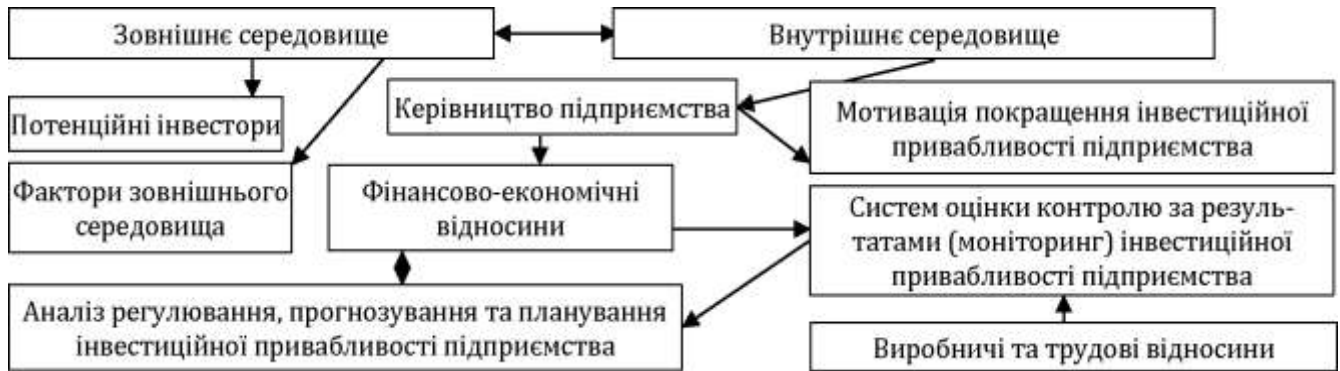 Зовнішнє середовище
Внутрішнє середовище
Потенційні інвестори
Керівництво підприємства
Мотивація покращення інвестиційної
привабливості підприємства
Фактори зовнішнього
середовища
Фінансово-економічні
відносини
Систем оцінки контролю за резуль-
татами (моніторинг) інвестиційної
привабливості підприємства
Аналіз регулювання, прогнозування та планування
інвестиційної привабливості підприємства
Виробничі та трудові відносини